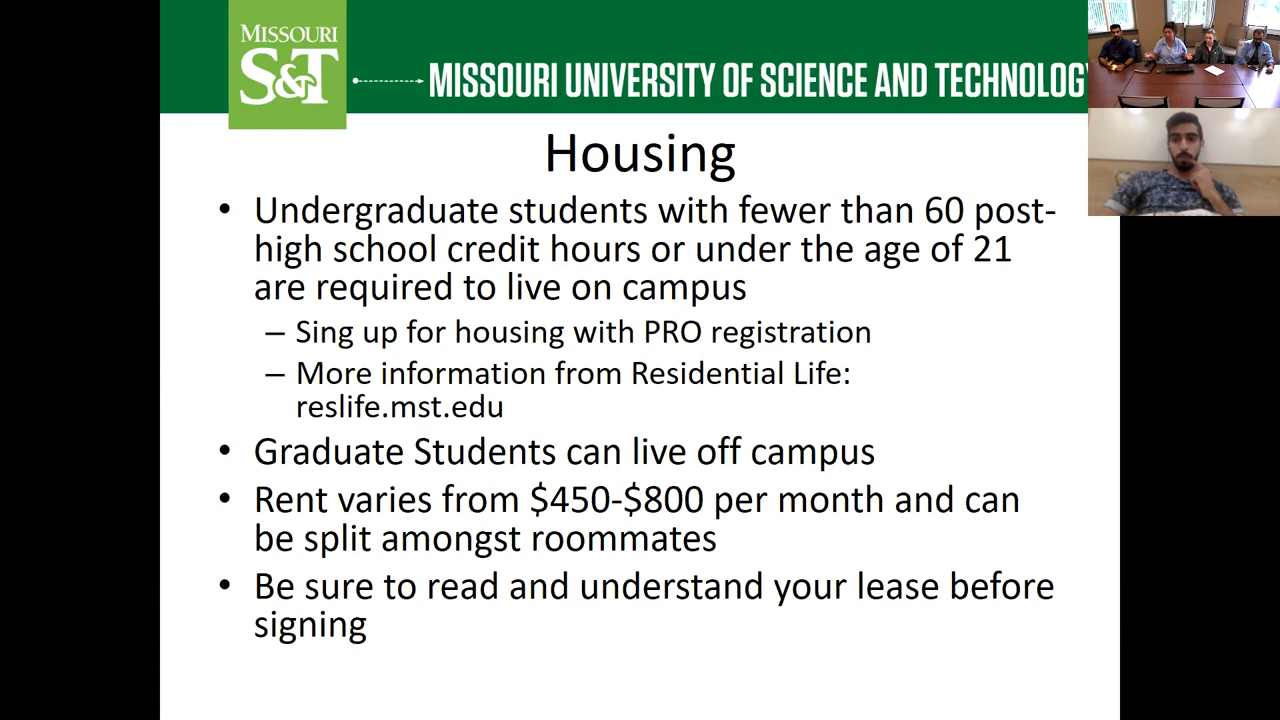 MISSOURI
S&T
MISSOURI UNIVERSITY OF SCIENCE AND TECHNOLOGY
Housing
• Undergraduate students with fewer than 60 post-
high school credit hours or under the age of 21
are required to live on campus
– Sing up for housing with PRO registration
– More information from Residential Life:
reslife.mst.edu
• Graduate Students can live off campus
• Rent varies from $450-$800 per month and can
be split amongst roommates
• Be sure to read and understand your lease before
signing